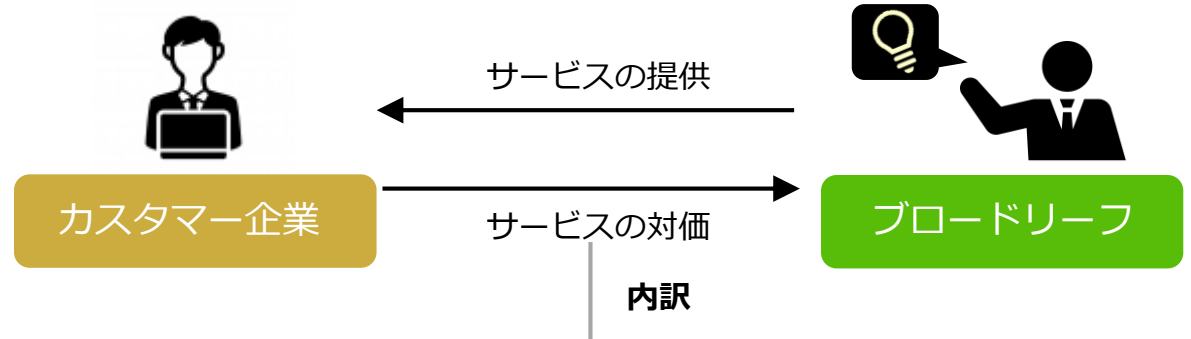 サービスの提供
カスタマー企業
サービスの対価
ブロードリーフ
内訳